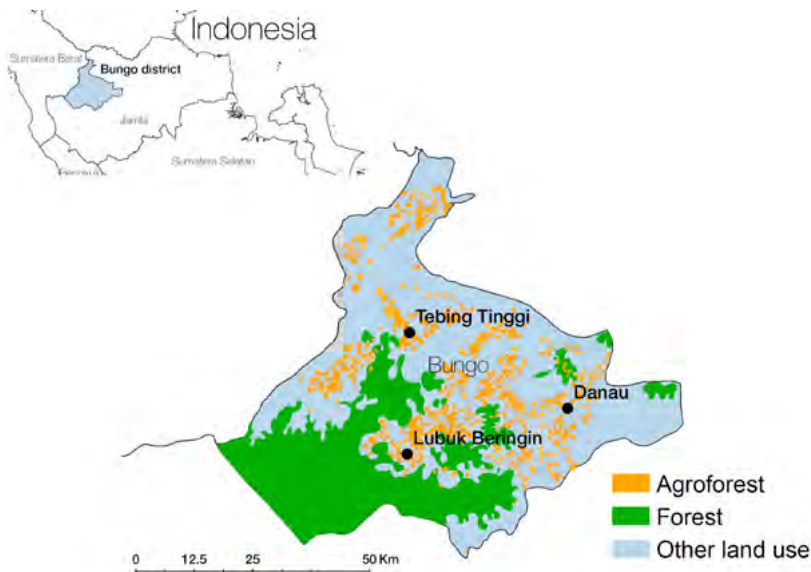 Indonesia
Sumatera Barat
Bungo district
Jambi
Sumatera Selatan
Tebing Tinggi
Bungo
Danau
Lubuk Beringin
Agroforest
Forest
Other land use
0 12.5 25 50 Km